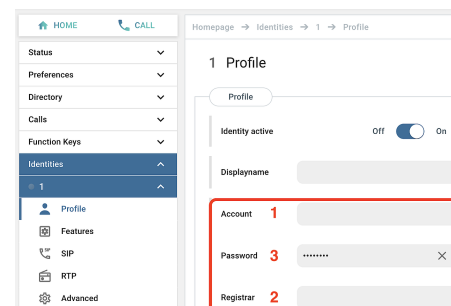 HOME CALL
Homepage → Identities → 1 → Profile
Status
Preferences
Directory
Calls
Function Keys
Identities
1
Profile
Features
SIP
RTP
Advanced
1 Profile
Profile
Identity active Off On
Displayname
Account 1
Password 3 ········
Registrar 2